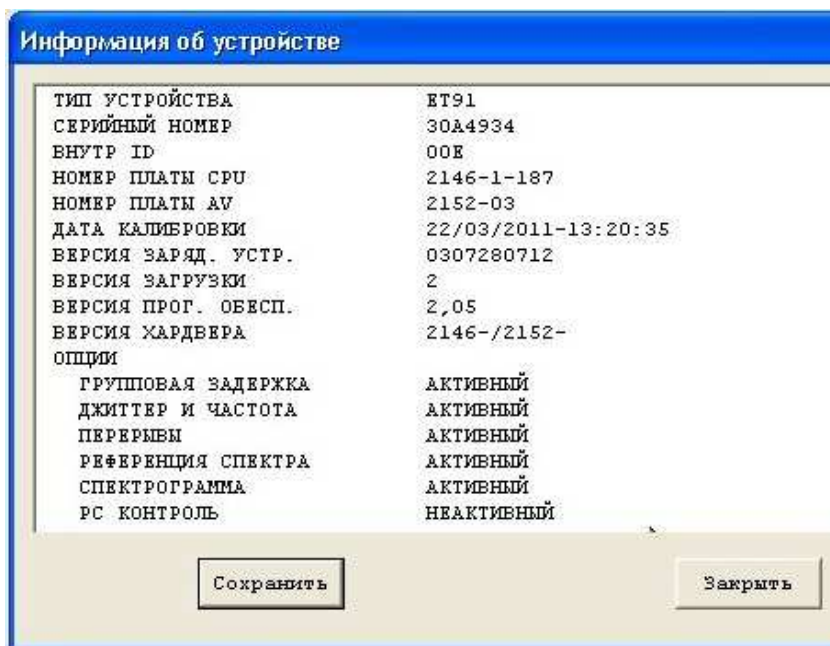 Информация об устройстве
ТИП УСТРОЙСТВА ET91
СЕРИЙНЫЙ НОМЕР 30A4934
ВНУТР ID 00E
НОМЕР ПЛАТЫ CPU 2146-1-187
НОМЕР ПЛАТЫ AV 2152-03
ДАТА КАЛИБРОВКИ 22/03/2011-13:20:35
ВЕРСИЯ ЗАРЯД. УСТР. 0307280712
ВЕРСИЯ ЗАГРУЗКИ 2
ВЕРСИЯ ПРОГ. ОБЕСП. 2,05
ВЕРСИЯ ХАРДВЕРА 2146-/2152-
ОПЦИИ
ГРУППОВАЯ ЗАДЕРЖКА АКТИВНЫЙ
ДЖИТТЕР И ЧАСТОТА АКТИВНЫЙ
ПЕРЕРЫВЫ АКТИВНЫЙ
РЕФЕРЕНЦИЯ СПЕКТРА АКТИВНЫЙ
СПЕКТРОГРАММА АКТИВНЫЙ
PC КОНТРОЛЬ НЕАКТИВНЫЙ
Сохранить Закрыть